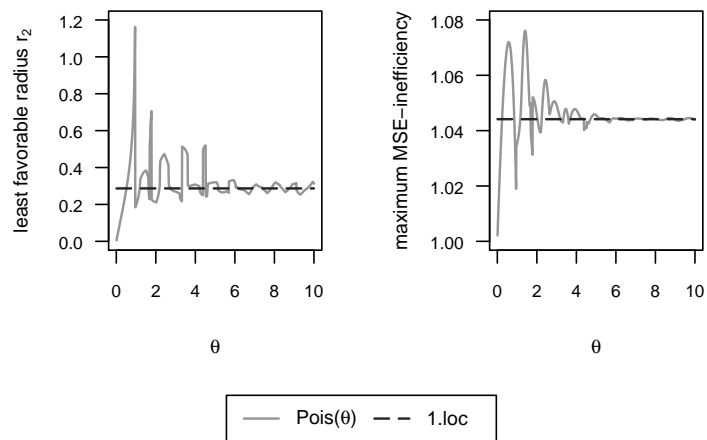 least favorable radius r₂
1.2
1.0
0.8
0.6
0.4
0.2
0.0
0 2 4 6 8 10
θ
maximum MSE−inefficiency
1.08
1.06
1.04
1.02
1.00
0 2 4 6 8 10
θ
Pois(θ) 1.loc